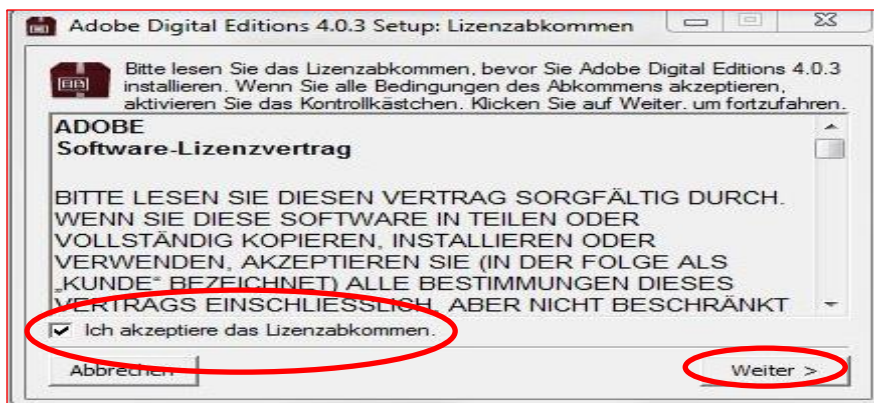 Adobe Digital Editions 4.0.3 Setup: Lizenzabkommen
Bitte lesen Sie das Lizenzabkommen, bevor Sie Adobe Digital Editions 4.0.3
installieren. Wenn Sie alle Bedingungen des Abkommens akzeptieren,
aktivieren Sie das Kontrollkästchen. Klicken Sie auf Weiter. um fortzufahren.
ADOBE
Software-Lizenzvertrag
BITTE LESEN SIE DIESEN VERTRAG SORGFÄLTIG DURCH.
WENN SIE DIESE SOFTWARE IN TEILEN ODER
VOLLSTÄNDIG KOPIEREN, INSTALLIEREN ODER
VERWENDEN, AKZEPTIEREN SIE (IN DER FOLGE ALS
„KUNDE“ BEZEICHNET) ALLE BESTIMMUNGEN DIESES
VERTRAGS EINSCHLIESSLICH, ABER NICHT BESCHRÄNKT
Ich akzeptiere das Lizenzabkommen.
Abbrechen
Weiter >